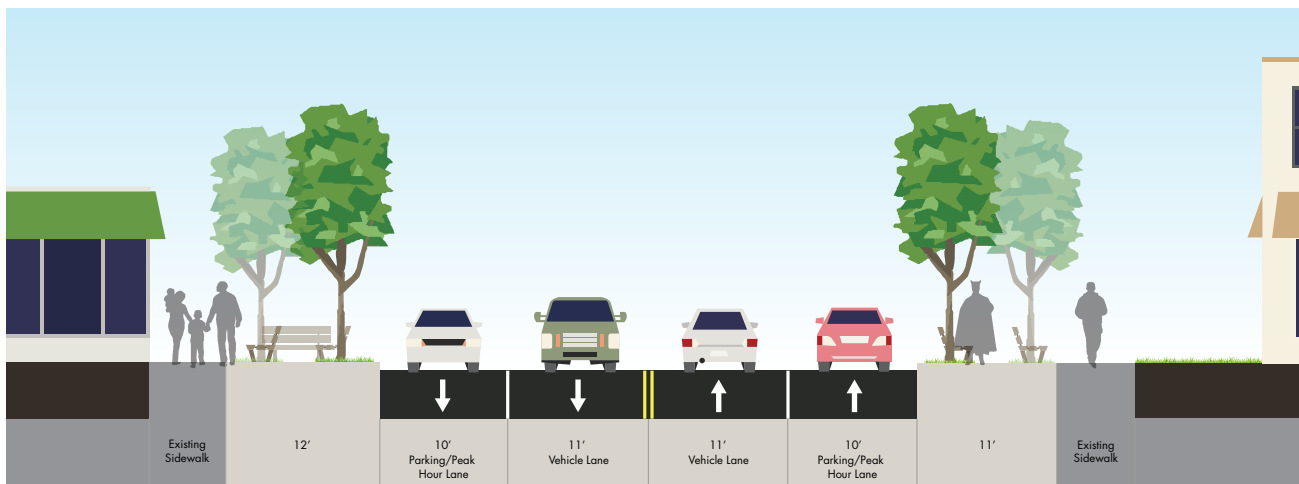 Existing
Sidewalk
12’
10’
Parking/Peak
Hour Lane
11’
Vehicle Lane
11’
Vehicle Lane
10’
Parking/Peak
Hour Lane
11’
Existing
Sidewalk